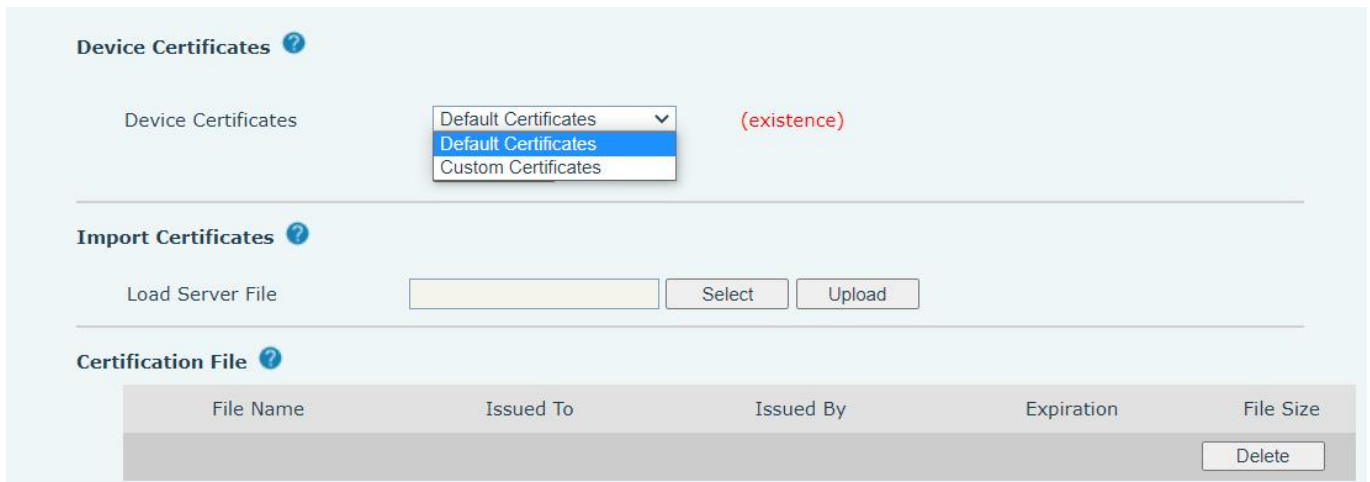 Device Certificates ?
Device Certificates Default Certificates (existence)
Default Certificates
Custom Certificates
Import Certificates ?
Load Server File Select Upload
Certification File ?
File Name Issued To Issued By Expiration File Size
Delete